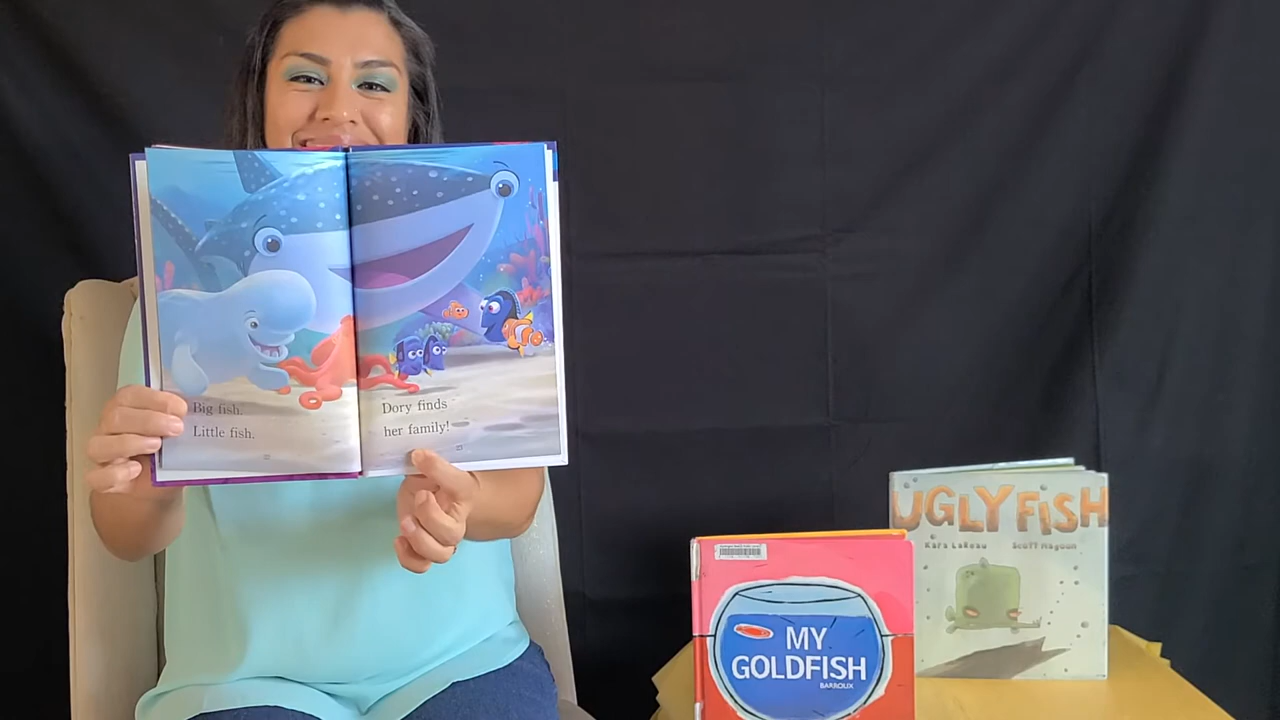 Big fish.
Little fish.
Dory finds
her family!
UGLY FISH
Kara LaReau Scott Magoon
MY
GOLDFISH
BARROUX